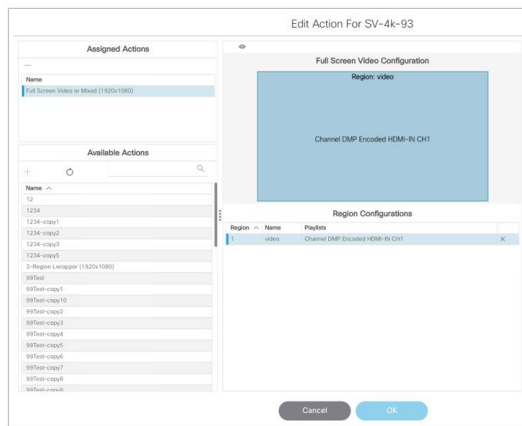 Edit Action For SV-4k-93
Assigned Actions
Name
Full Screen Video or Mixed (1920x1080)
Available Actions
Name
12
1234
1234-copy1
1234-copy2
1234-copy3
1234-copy5
3-Region Lwrapper (1920x1080)
99Test
99Test-copy1
99Test-copy10
99Test-copy2
99Test-copy3
99Test-copy4
99Test-copy5
99Test-copy6
99Test-copy7
99Test-copy8
99Test-copy9
Full Screen Video Configuration
Region: video
Channel DMP Encoded HDMI-IN CH1
Region Configurations
Region Name Playlists
1 video Channel DMP Encoded HDMI-IN CH1
Cancel OK